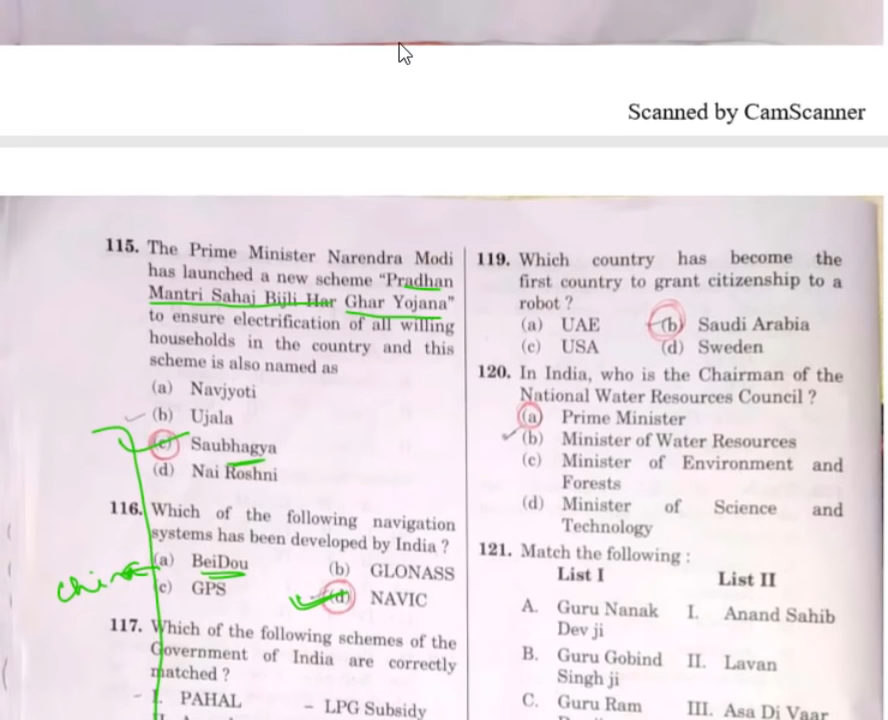 Scanned by CamScanner
115. The Prime Minister Narendra Modi
has launched a new scheme “Pradhan
Mantri Sahaj Bijli Har Ghar Yojana”
to ensure electrification of all willing
households in the country and this
scheme is also named as
(a) Navjyoti
(b) Ujala
(c) Saubhagya
(d) Nai Roshni
116. Which of the following navigation
systems has been developed by India ?
(a) BeiDou (b) GLONASS
China
(c) GPS (d) NAVIC
117. Which of the following schemes of the
Government of India are correctly
matched ?
I. PAHAL – LPG Subsidy
119. Which country has become the
first country to grant citizenship to a
robot ?
(a) UAE (b) Saudi Arabia
(c) USA (d) Sweden
120. In India, who is the Chairman of the
National Water Resources Council ?
(a) Prime Minister
(b) Minister of Water Resources
(c) Minister of Environment and
Forests
(d) Minister of Science and
Technology
121. Match the following :
List I List II
A. Guru Nanak I. Anand Sahib
Dev ji
B. Guru Gobind II. Lavan
Singh ji
C. Guru Ram III. Asa Di Vaar